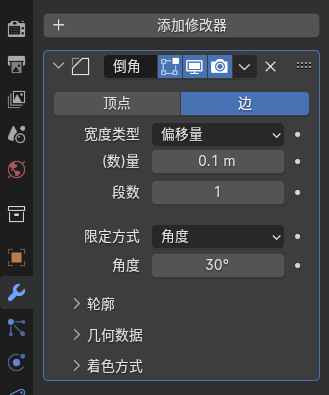 添加修改器
倒角
顶点 边
宽度类型 偏移量
(数)量 0.1 m
段数 1
限定方式 角度
角度 30°
轮廓
几何数据
着色方式